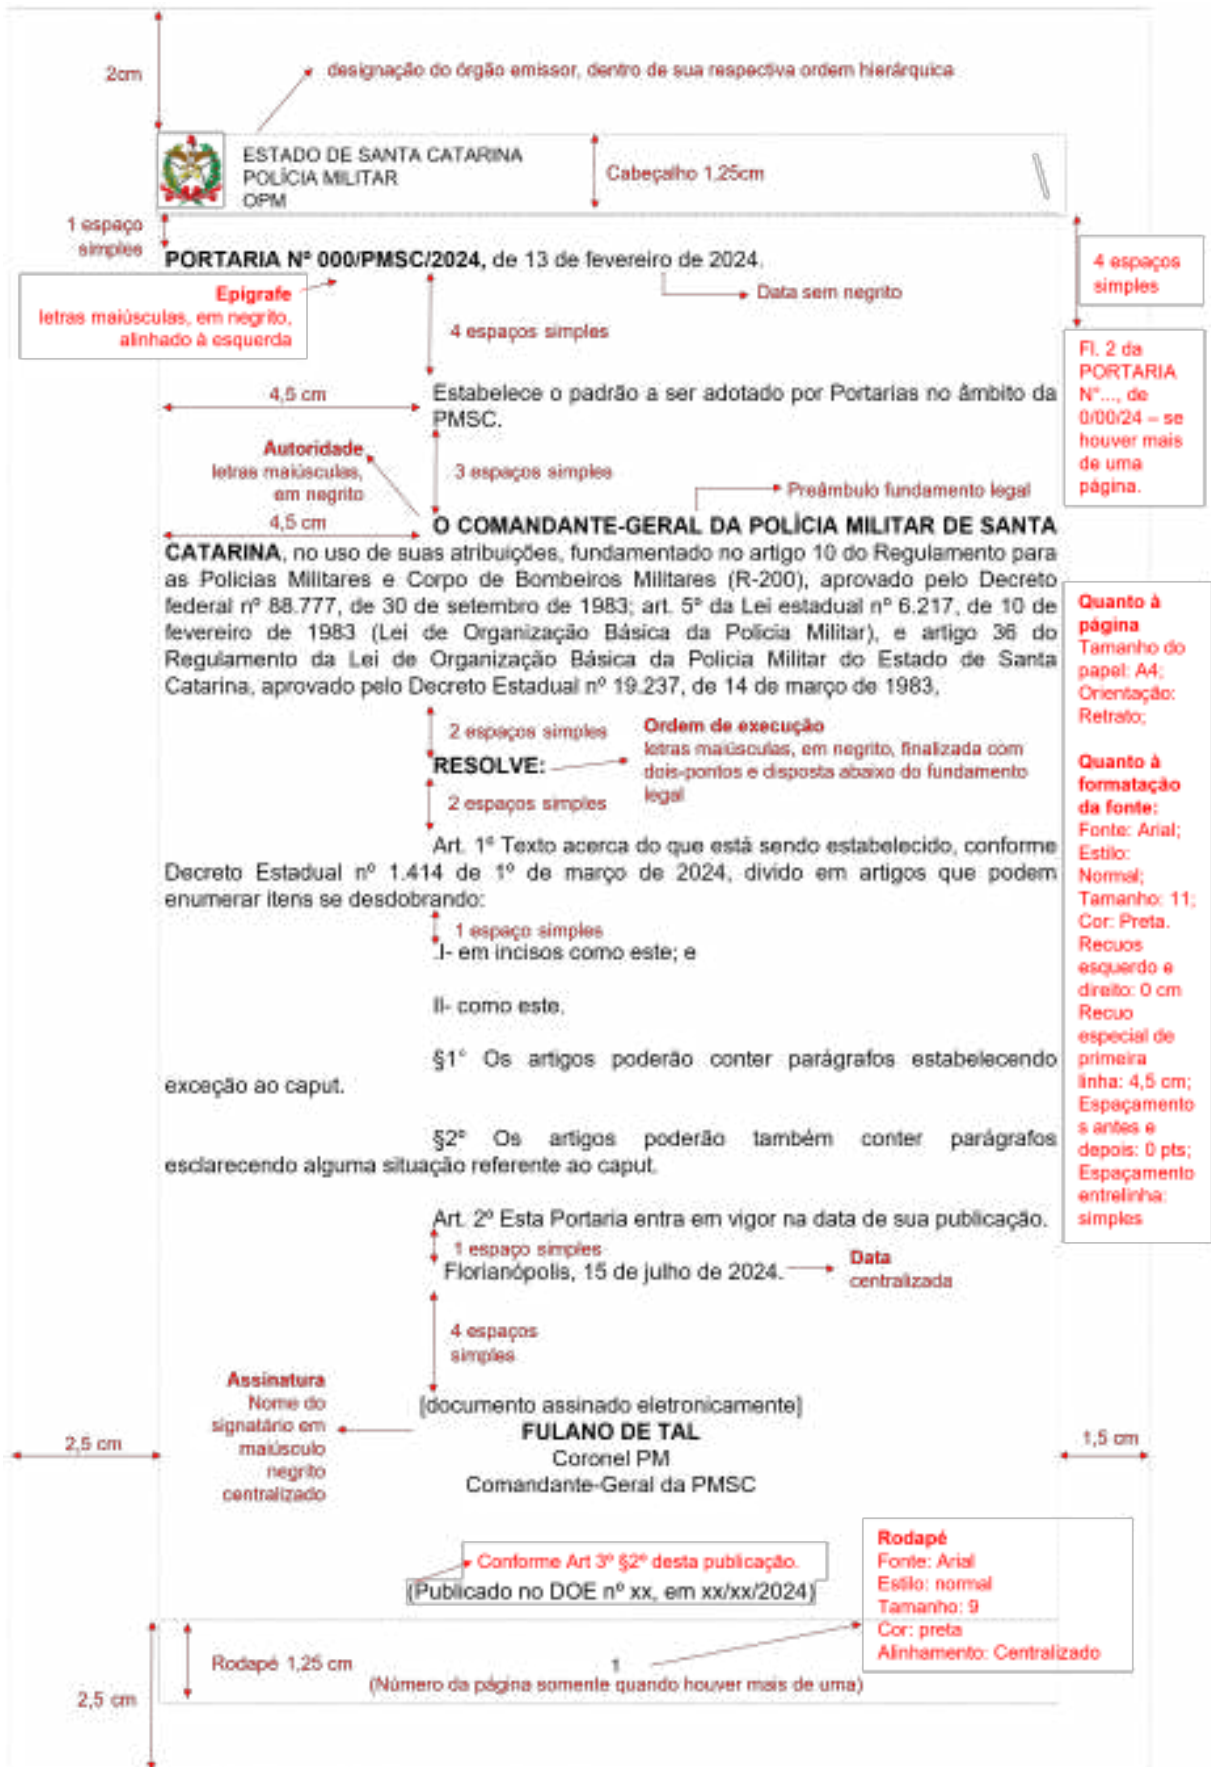 2cm
designação do órgão emissor, dentro de sua respectiva ordem hierárquica
ESTADO DE SANTA CATARINA
POLÍCIA MILITAR
OPM
Cabeçalho 1,25cm
1 espaço
simples
PORTARIA Nº 000/PMSC/2024, de 13 de fevereiro de 2024.
4 espaços
simples
Epigrafe
letras maiúsculas, em negrito,
alinhado à esquerda
Data sem negrito
4 espaços simples
Fl. 2 da
PORTARIA
N°..., de
0/00/24 – se
houver mais
de uma
página.
4,5 cm
Estabelece o padrão a ser adotado por Portarias no âmbito da
PMSC.
Autoridade
letras maiúsculas,
em negrito
3 espaços simples
Preâmbulo fundamento legal
4,5 cm
O COMANDANTE-GERAL DA POLÍCIA MILITAR DE SANTA
CATARINA, no uso de suas atribuições, fundamentado no artigo 10 do Regulamento para
as Policias Militares e Corpo de Bombeiros Militares (R-200), aprovado pelo Decreto
federal nº 88.777, de 30 de setembro de 1983; art. 5º da Lei estadual nº 6.217, de 10 de
fevereiro de 1983 (Lei de Organização Básica da Policia Militar), e artigo 36 do
Regulamento da Lei de Organização Básica da Policia Militar do Estado de Santa
Catarina, aprovado pelo Decreto Estadual nº 19.237, de 14 de março de 1983,
Quanto à
página
Tamanho do
papel: A4;
Orientação:
Retrato;
Quanto à
formatação
da fonte:
Fonte: Arial;
Estilo:
Normal;
Tamanho: 11;
Cor: Preta.
Recuos
esquerdo e
direito: 0 cm
Recuo
especial de
primeira
linha: 4,5 cm;
Espaçamento
s antes e
depois: 0 pts;
Espaçamento
entrelinha:
simples
2 espaços simples
Ordem de execução
letras maiúsculas, em negrito, finalizada com
dois-pontos e disposta abaixo do fundamento
legal
RESOLVE:
2 espaços simples
Art. 1º Texto acerca do que está sendo estabelecido, conforme
Decreto Estadual nº 1.414 de 1º de março de 2024, divido em artigos que podem
enumerar itens se desdobrando:
1 espaço simples
.I- em incisos como este; e
II- como este.
§1° Os artigos poderão conter parágrafos estabelecendo
exceção ao caput.
§2º Os artigos poderão também conter parágrafos
esclarecendo alguma situação referente ao caput.
Art. 2º Esta Portaria entra em vigor na data de sua publicação.
1 espaço simples
Florianópolis, 15 de julho de 2024.
Data
centralizada
4 espaços
simples
Assinatura
Nome do
signatário em
maiúsculo
negrito
centralizado
[documento assinado eletronicamente]
FULANO DE TAL
Coronel PM
Comandante-Geral da PMSC
2,5 cm
1,5 cm
Conforme Art 3º §2º desta publicação.
(Publicado no DOE nº xx, em xx/xx/2024)
Rodapé
Fonte: Arial
Estilo: normal
Tamanho: 9
Cor: preta
Alinhamento: Centralizado
Rodapé 1,25 cm
1
(Número da página somente quando houver mais de uma)
2,5 cm